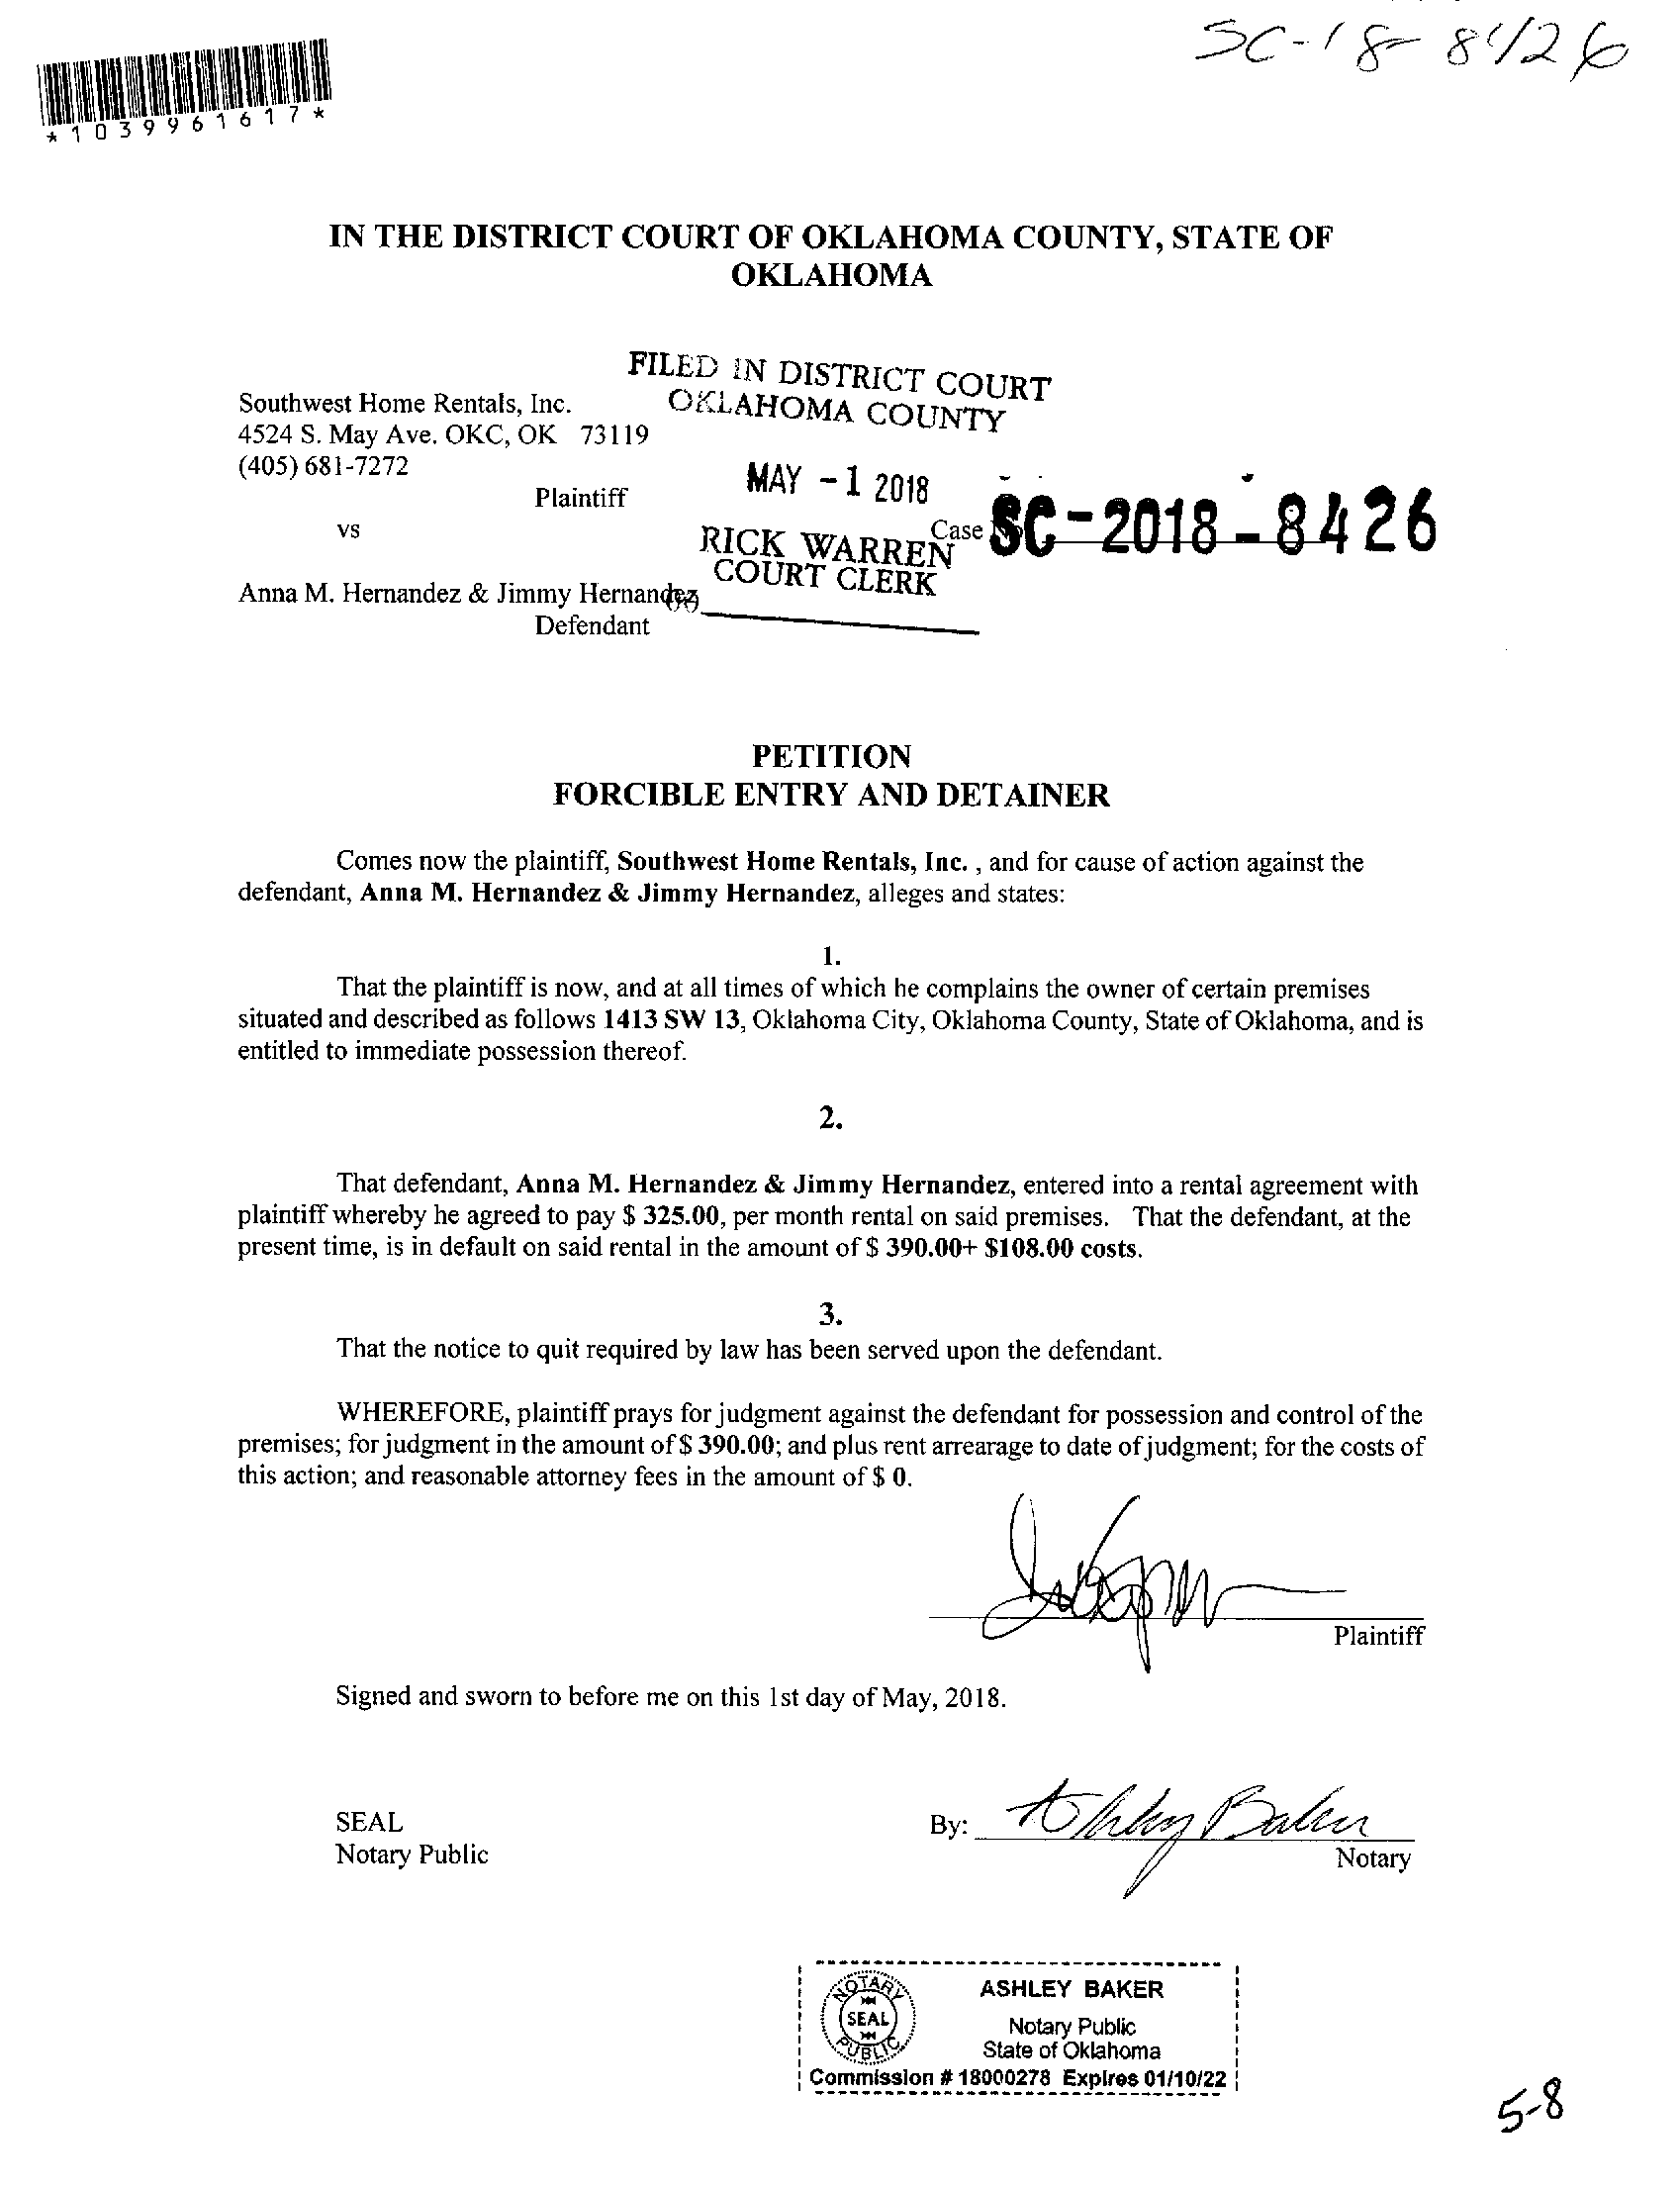 SC-18-8426
*1039961617*
IN THE DISTRICT COURT OF OKLAHOMA COUNTY, STATE OF
OKLAHOMA
FILED IN DISTRICT COURT
OKLAHOMA COUNTY
Southwest Home Rentals, Inc.
4524 S. May Ave. OKC, OK 73119
(405) 681-7272
Plaintiff
MAY -1 2018
vs
Case
SC-2018-8426
RICK WARREN
COURT CLERK
Anna M. Hernandez & Jimmy Hernandez
Defendant
PETITION
FORCIBLE ENTRY AND DETAINER
Comes now the plaintiff, Southwest Home Rentals, Inc. , and for cause of action against the
defendant, Anna M. Hernandez & Jimmy Hernandez, alleges and states:
1.
That the plaintiff is now, and at all times of which he complains the owner of certain premises
situated and described as follows 1413 SW 13, Oklahoma City, Oklahoma County, State of Oklahoma, and is
entitled to immediate possession thereof.
2.
That defendant, Anna M. Hernandez & Jimmy Hernandez, entered into a rental agreement with
plaintiff whereby he agreed to pay $ 325.00, per month rental on said premises. That the defendant, at the
present time, is in default on said rental in the amount of $ 390.00+ $108.00 costs.
3.
That the notice to quit required by law has been served upon the defendant.
WHEREFORE, plaintiff prays for judgment against the defendant for possession and control of the
premises; for judgment in the amount of $ 390.00; and plus rent arrearage to date of judgment; for the costs of
this action; and reasonable attorney fees in the amount of $ 0.
Plaintiff
Signed and sworn to before me on this 1st day of May, 2018.
SEAL
Notary Public
By: Ashley Baker
Notary
NOTARY
SEAL
PUBLIC
ASHLEY BAKER
Notary Public
State of Oklahoma
Commission # 18000278 Expires 01/10/22
5-8